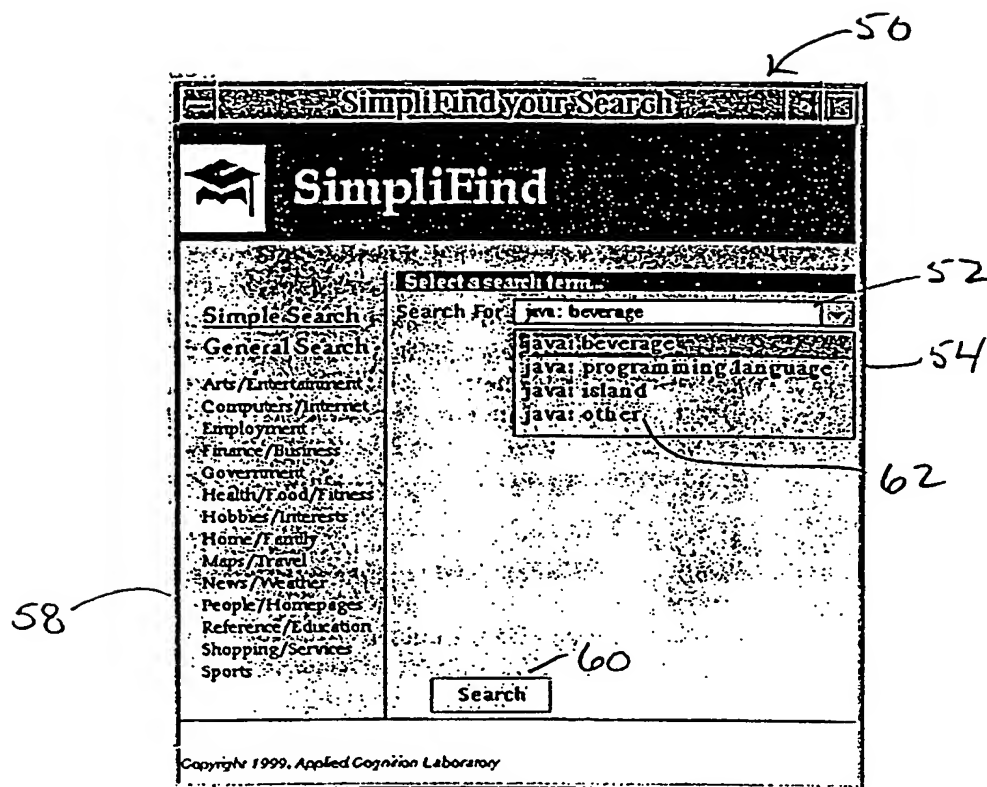 50
SimpliFind your Search
SimpliFind
Select a search term...
52
Search For
java: beverage
Simple Search
General Search
java: beverage
java: programming language
java: island
java: other
54
62
Arts/Entertainment
Computers/Internet
Employment
Finance/Business
Government
Health/Food/Fitness
Hobbies/Interests
Home/Family
Maps/Travel
News/Weather
People/Homepages
Reference/Education
Shopping/Services
Sports
58
60
Search
Copyright 1999, Applied Cognition Laboratory